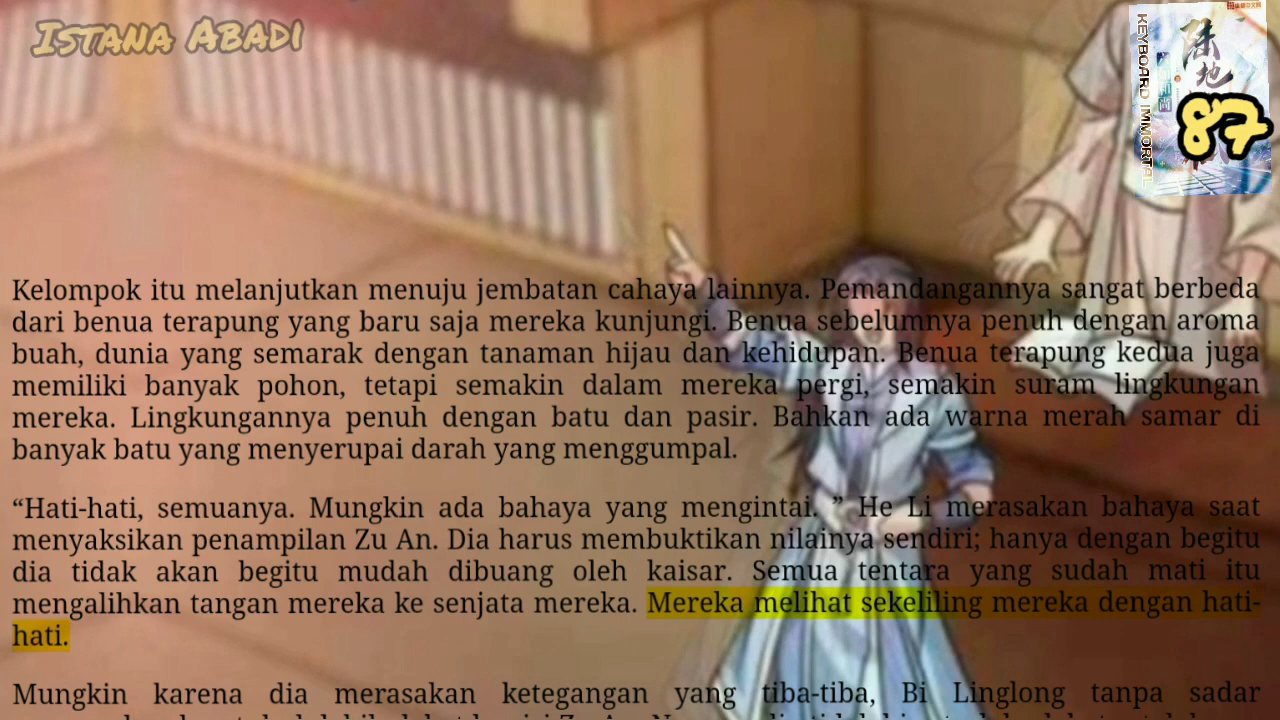 Istana Abadi
陆地
KEYBOARD IMMORTAL
87
Kelompok itu melanjutkan menuju jembatan cahaya lainnya. Pemandangannya sangat berbeda
dari benua terapung yang baru saja mereka kunjungi. Benua sebelumnya penuh dengan aroma
buah, dunia yang semarak dengan tanaman hijau dan kehidupan. Benua terapung kedua juga
memiliki banyak pohon, tetapi semakin dalam mereka pergi, semakin suram lingkungan
mereka. Lingkungannya penuh dengan batu dan pasir. Bahkan ada warna merah samar di
banyak batu yang menyerupai darah yang menggumpal.
“Hati-hati, semuanya. Mungkin ada bahaya yang mengintai. ” He Li merasakan bahaya saat
menyaksikan penampilan Zu An. Dia harus membuktikan nilainya sendiri; hanya dengan begitu
dia tidak akan begitu mudah dibuang oleh kaisar. Semua tentara yang sudah mati itu
mengalihkan tangan mereka ke senjata mereka. Mereka melihat sekeliling mereka dengan hati-
hati.
Mungkin karena dia merasakan ketegangan yang tiba-tiba, Bi Linglong tanpa sadar